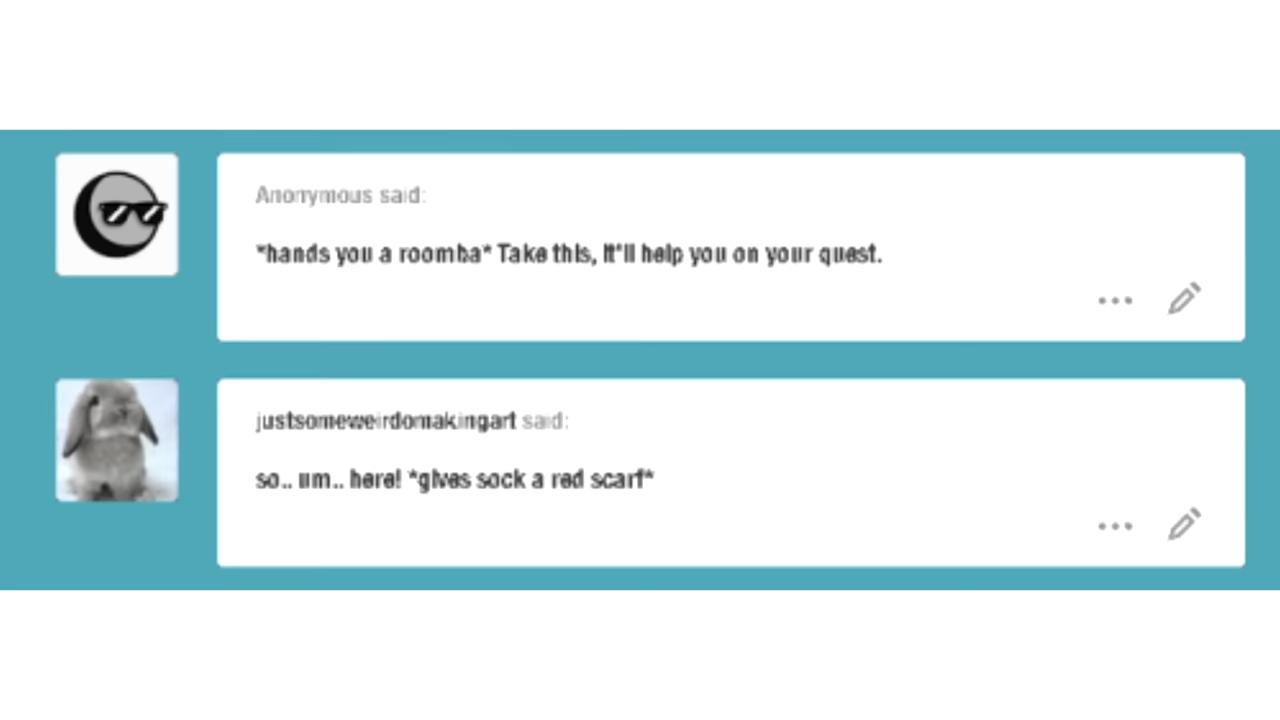 Anonymous said:
*hands you a roomba* Take this, it'll help you on your quest.
justsomeweirdomakingart said:
so.. um.. here! *gives sock a red scarf*